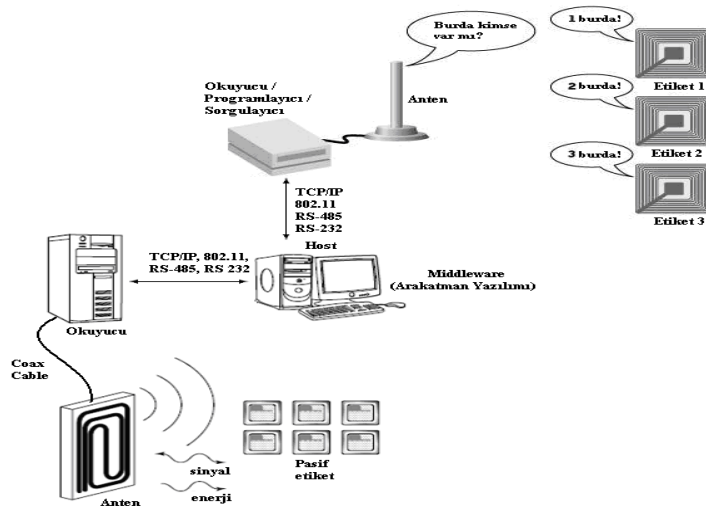 Burda kimse
var mı?
1 burda!
Etiket 1
2 burda!
Etiket 2
3 burda!
Etiket 3
Okuyucu /
Programlayıcı /
Sorgulayıcı
Anten
TCP/IP
802.11
RS-485
RS-232
Host
TCP/IP, 802.11,
RS-485, RS 232
Middleware
(Arakatman Yazılımı)
Okuyucu
Coax
Cable
sinyal
enerji
Pasif
etiket
Anten